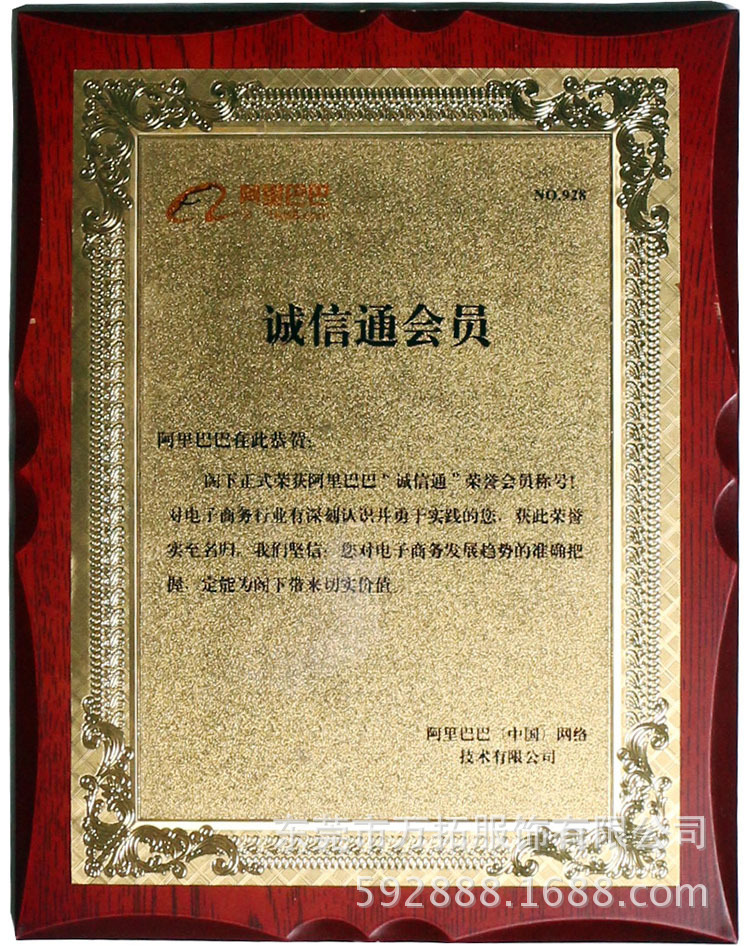 阿里巴巴
NO.928
诚信通会员
阿里巴巴在此恭贺:
阁下正式荣获阿里巴巴“诚信通”荣誉会员称号!
对电子商务行业有深刻认识并勇于实践的您，获此荣誉
实至名归。我们坚信：您对电子商务发展趋势的准确把
握，定能为阁下带来切实价值。
阿里巴巴（中国）网络
技术有限公司
东莞市万拓服饰有限公司
592888.1688.com